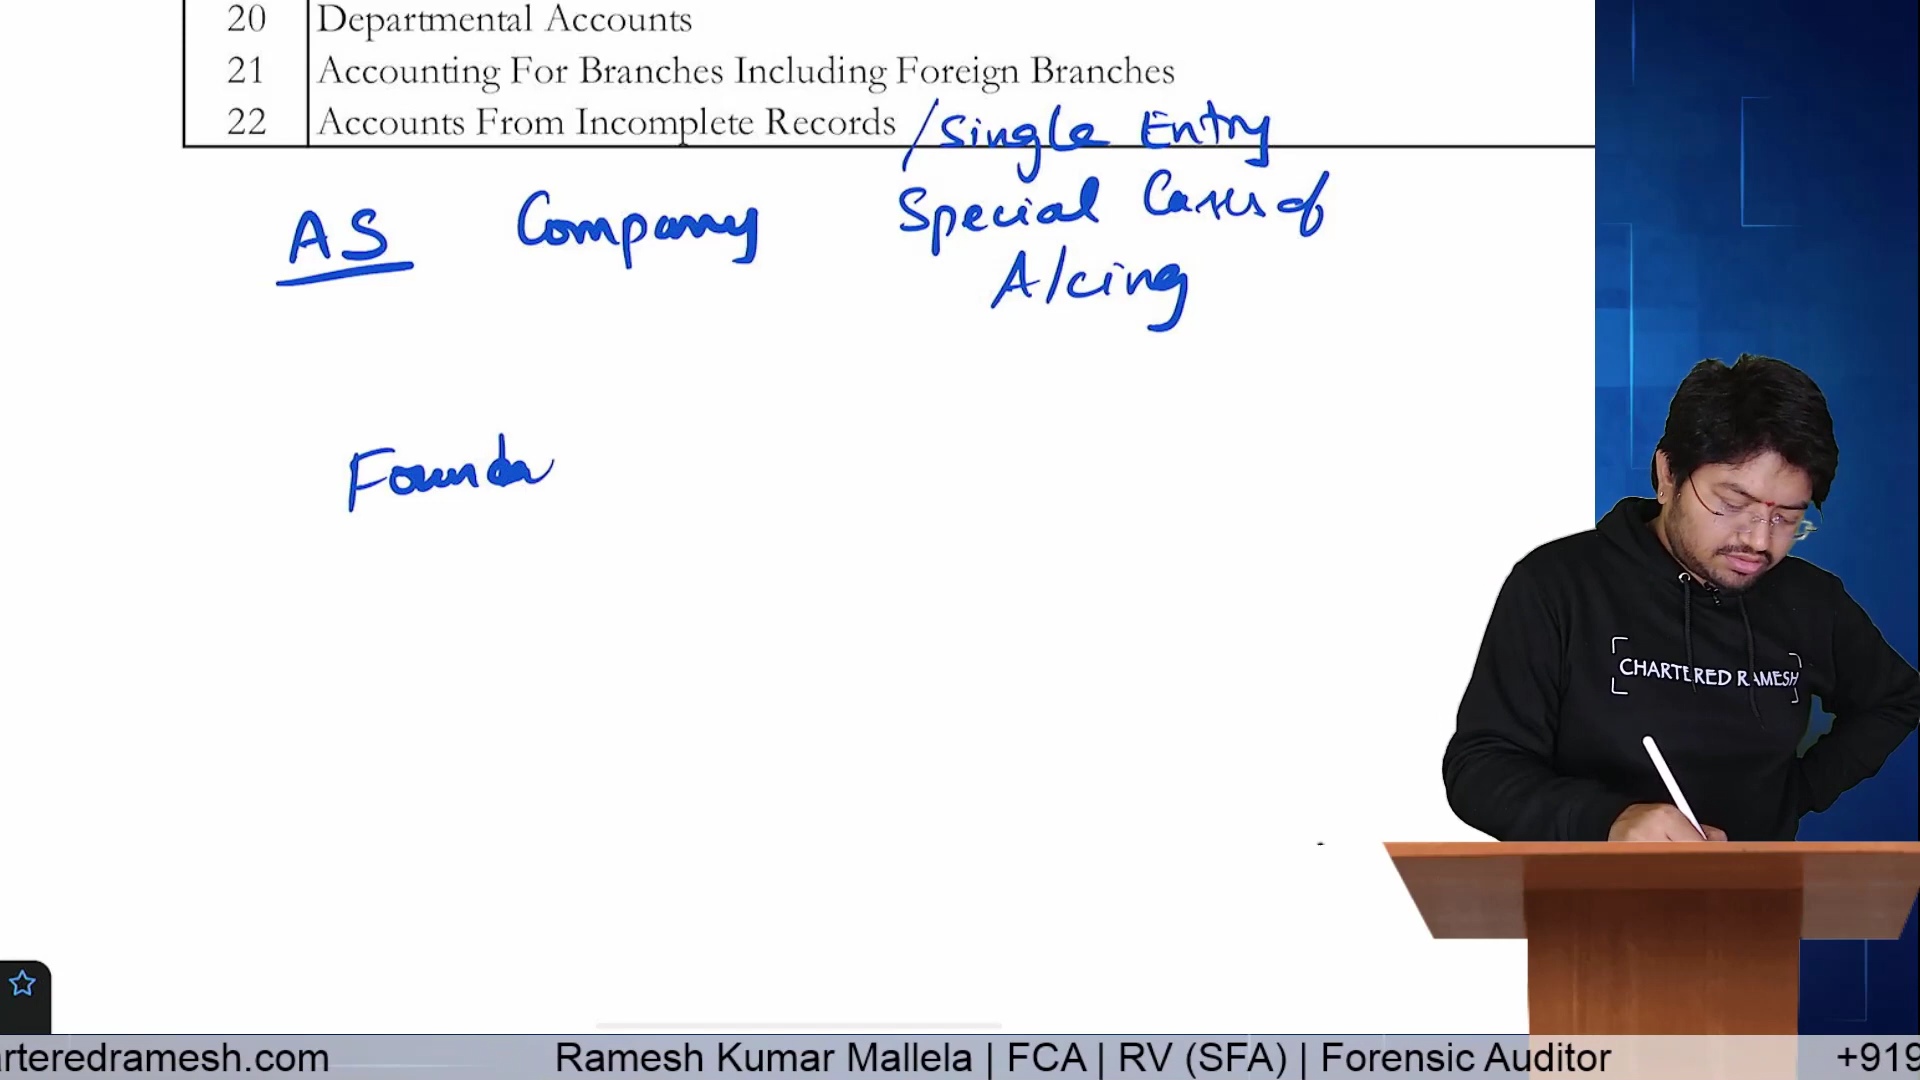 20 Departmental Accounts
21 Accounting For Branches Including Foreign Branches
22 Accounts From Incomplete Records /Single Entry
AS Company Special Cases of
A/cing
Founda
CHARTERED RAMESH
rteredramesh.com Ramesh Kumar Mallela | FCA | RV (SFA) | Forensic Auditor +919